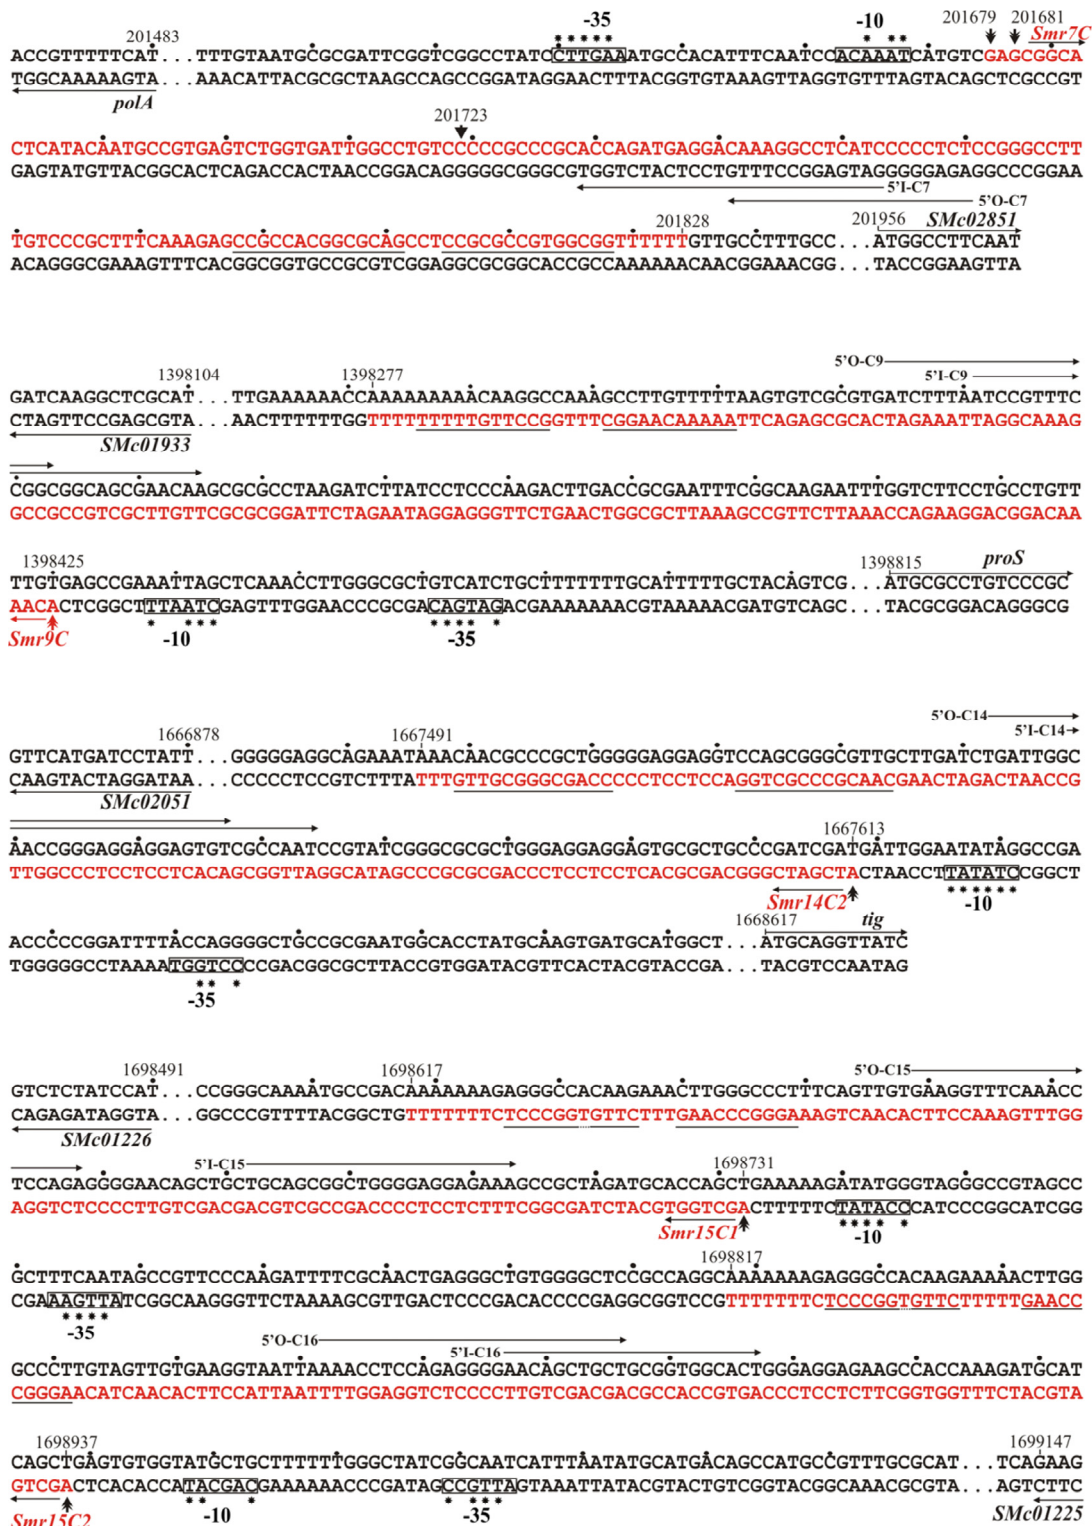 -35 -10 201679 201681
201483 Smr7C
ACCGTTTTTCAT...TTTGTAATGCGCGATTCGGTCGGCCTATCCTTGAAATGCCACATTTCAATCCACAAATCATGTCGAGCGGCA
TGGCAAAAAGTA...AAACATTACGCGCTAAGCCAGCCGGATAGGAACTTTACGGTGTAAAGTTAGGTGTTTAGTACAGCTCGCCGT
polA
201723
CTCATACAATGCCGTGAGTCTGGTGATTGGCCTGTCCCCCGCCCGCACCAGATGAGGACAAAGGCCTCATCCCCCTCTCCGGGCCTT
GAGTATGTTACGGCACTCAGACCACTAACCGGACAGGGGGCGGGCGTGGTCTACTCCTGTTTCCGGAGTAGGGGGAGAGGCCCGGAA
5'I-C7
5'O-C7
201828 201956 SMc02851
TGTCCCGCTTTCAAAGAGCCGCCACGGCGCAGCCTCCGCGCCGTGGCGGTTTTTTGTTGCCTTTGCC...ATGGCCTTCAAT
ACAGGGCGAAAGTTTCACGGCGGTGCCGCGTCGGAGGCGCGGCACCGCCAAAAAACAACGGAAACGG...TACCGGAAGTTA
5'O-C9
1398104 1398277 5'I-C9
GATCAAGGCTCGCAT...TTGAAAAAACCAAAAAAAAACAAGGCCAAAGCCTTGTTTTTAAGTGTCGCGTGATCTTTAATCCGTTTC
CTAGTTCCGAGCGTA...AACTTTTTTGGTTTTTTTTTGTTCCGGTTTCGGAACAAAAATTCAGAGCGCACTAGAAATTAGGCAAAG
SMc01933
CGGCGGCAGCGAACAAGCGCGCCTAAGATCTTATCCTCCCAAGACTTGACCGCGAATTTCGGCAAGAATTTGGTCTTCCTGCCTGTT
GCCGCCGTCGCTTGTTCGCGCGGATTCTAGAATAGGAGGGTTCTGAACTGGCGCTTAAAGCCGTTCTTAAACCAGAAGGACGGACAA
1398425 1398815 proS
TTGTGAGCCGAAATTAGCTCAAACCTTGGGCGCTGTCATCTGCTTTTTTTGCATTTTTGCTACAGTCG...ATGCGCCTGTCCCGC
AACACTCGGCTTTAATCGAGTTTGGAACCCGCGACAGTAGACGAAAAAAACGTAAAAACGATGTCAGC...TACGCGGACAGGGCG
Smr9C -10 -35
5'O-C14
1666878 1667491 5'I-C14
GTTCATGATCCTATT...GGGGGAGGCAGAAATAAACAACGCCCGCTGGGGGAGGAGGTCCAGCGGGCGTTGCTTGATCTGATTGGC
CAAGTACTAGGATAA...CCCCCTCCGTCTTTATTTGTTGCGGGCGACCCCCTCCTCCAGGTCGCCCGCAACGAACTAGACTAACCG
SMc02051
1667613
AACCGGGAGGAGGAGTGTCGCCAATCCGTATCGGGCGCGCTGGGAGGAGGAGTGCGCTGCCCGATCGATGATTGGAATATAGGCCGA
TTGGCCCTCCTCCTCACAGCGGTTAGGCATAGCCCGCGCGACCCTCCTCCTCACGCGACGGGCTAGCTACTAACCTTATATCCGGCT
Smr14C2 -10
1668617 tig
ACCCCCGGATTTTACCAGGGGCTGCCGCGAATGGCACCTATGCAAGTGATGCATGGCT...ATGCAGGTTATC
TGGGGGCCTAAAATGGTCCCCGACGGCGCTTACCGTGGATACGTTCACTACGTACCGA...TACGTCCAATAG
-35
1698491 1698617 5'O-C15
GTCTCTATCCAT...CCGGGCAAAATGCCGACAAAAAAAGAGGGCCACAAGAAACTTGGGCCCTTTCAGTTGTGAAGGTTTCAAACC
CAGAGATAGGTA...GGCCCGTTTTACGGCTGTTTTTTTCTCCCGGTGTTCTTTGAACCCGGGAAAGTCAACACTTCCAAAGTTTGG
SMc01226
5'I-C15 1698731
TCCAGAGGGGAACAGCTGCTGCAGCGGCTGGGGAGGAGAAAGCCGCTAGATGCACCAGCTGAAAAAGATATGGGTAGGGCCGTAGCC
AGGTCTCCCCTTGTCGACGACGTCGCCGACCCCTCCTCTTTCGGCGATCTACGTGGTCGACTTTTTCTATACCCATCCCGGCATCGG
Smr15C1 -10
1698817
GCTTTCAATAGCCGTTCCCAAGATTTTCGCAACTGAGGGCTGTGGGGCTCCGCCAGGCAAAAAAAGAGGGCCACAAGAAAAACTTGG
CGAAAGTTATCGGCAAGGGTTCTAAAAGCGTTGACTCCCGACACCCCGAGGCGGTCCGTTTTTTTCTCCCGGTGTTCTTTTTGAACC
-35
5'O-C16 5'I-C16
GCCCTTGTAGTTGTGAAGGTAATTAAAACCTCCAGAGGGGAACAGCTGCTGCGGTGGCACTGGGAGGAGAAGCCACCAAAGATGCAT
CGGGAACATCAACACTTCCATTAATTTTGGAGGTCTCCCCTTGTCGACGACGCCACCGTGACCCTCCTCTTCGGTGGTTTCTACGTA
1698937 1699147
CAGCTGAGTGTGGTATGCTGCTTTTTTGGGCTATCGGCAATCATTTAATATGCATGACAGCCATGCCGTTTGCGCAT...TCAGAAG
GTCGACTCACACCATACGACGAAAAAACCCGATAGCCGTTAGTAAATTATACGTACTGTCGGTACGGCAAACGCGTA...AGTCTTC
Smr15C2 -10 -35 SMc01225